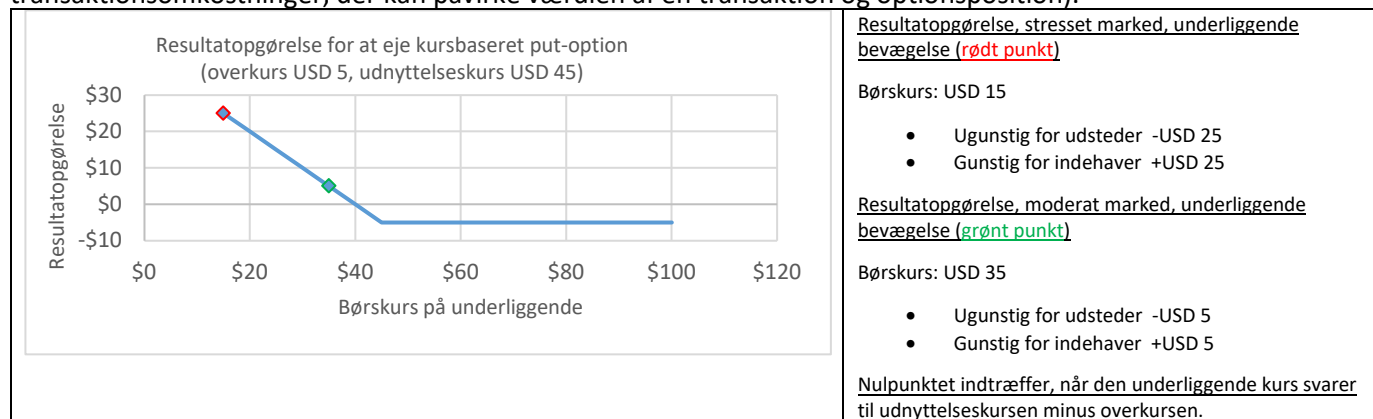 transaktionsomkostninger, der kan påvirke værdien af en transaktion og optionsposition).
Resultatopgørelse for at eje kursbaseret put-option
(overkurs USD 5, udnyttelseskurs USD 45)
Resultatopgørelse
$30
$20
$10
$0
-$10
$0 $20 $40 $60 $80 $100 $120
Børskurs på underliggende
Resultatopgørelse, stresset marked, underliggende
bevægelse (rødt punkt)
Børskurs: USD 15
• Ugunstig for udsteder -USD 25
• Gunstig for indehaver +USD 25
Resultatopgørelse, moderat marked, underliggende
bevægelse (grønt punkt)
Børskurs: USD 35
• Ugunstig for udsteder -USD 5
• Gunstig for indehaver +USD 5
Nulpunktet indtræffer, når den underliggende kurs svarer
til udnyttelseskursen minus overkursen.